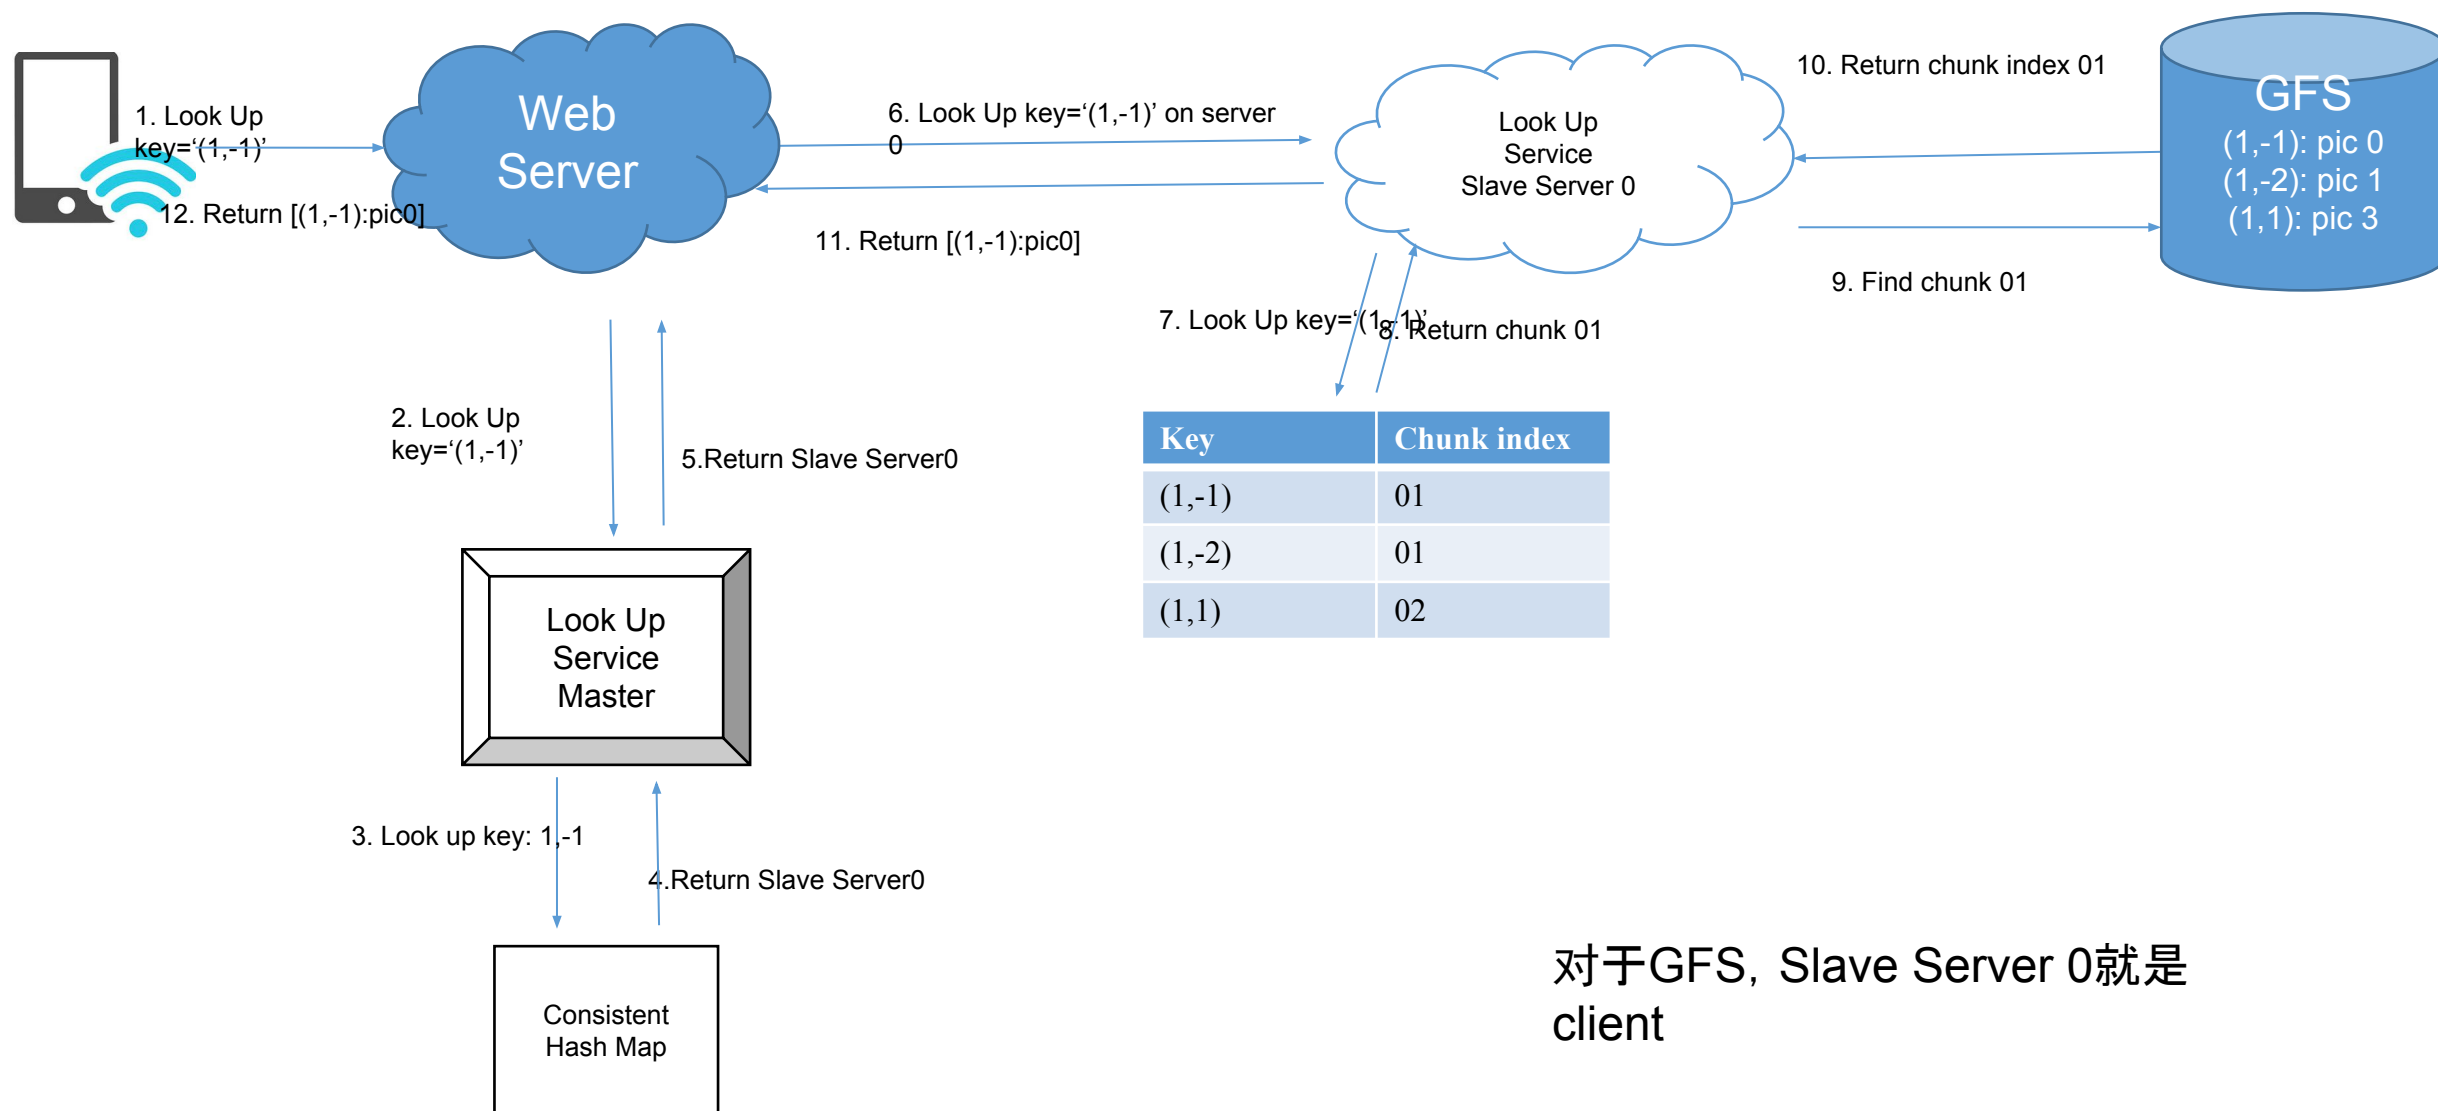 1. Look Up
key=‘(1,-1)’
12. Return [(1,-1):pic0]
Web
Server
6. Look Up key=‘(1,-1)’ on server
0
11. Return [(1,-1):pic0]
Look Up
Service
Slave Server 0
10. Return chunk index 01
9. Find chunk 01
GFS
(1,-1): pic 0
(1,-2): pic 1
(1,1): pic 3
7. Look Up key=‘(1,-1)’
8. Return chunk 01
2. Look Up
key=‘(1,-1)’
5.Return Slave Server0
Key Chunk index
(1,-1) 01
(1,-2) 01
(1,1) 02
Look Up
Service
Master
3. Look up key: 1,-1
4.Return Slave Server0
Consistent
Hash Map
对于GFS，Slave Server 0就是
client